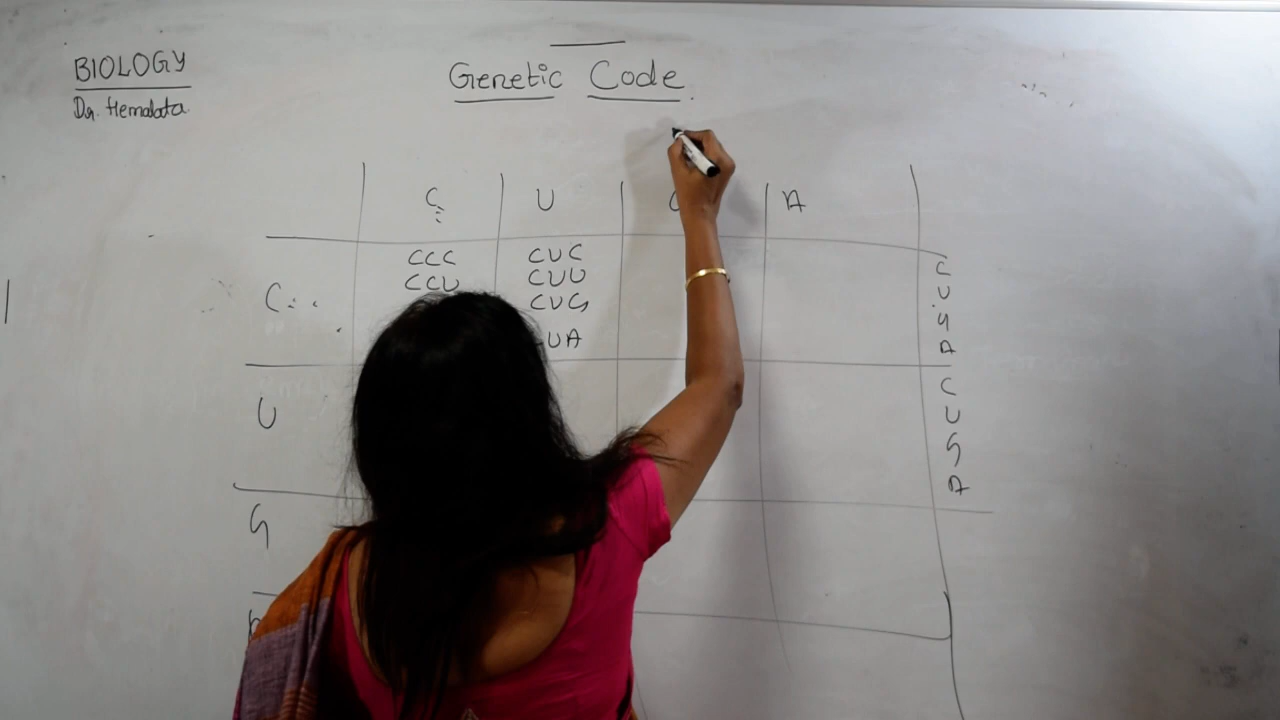 BIOLOGY
Dr. Hemalata
Genetic Code
C U A
CCC CUC
CCU CUU
C CUG
UA
C
U
G
A
U
C
U
G
A
G